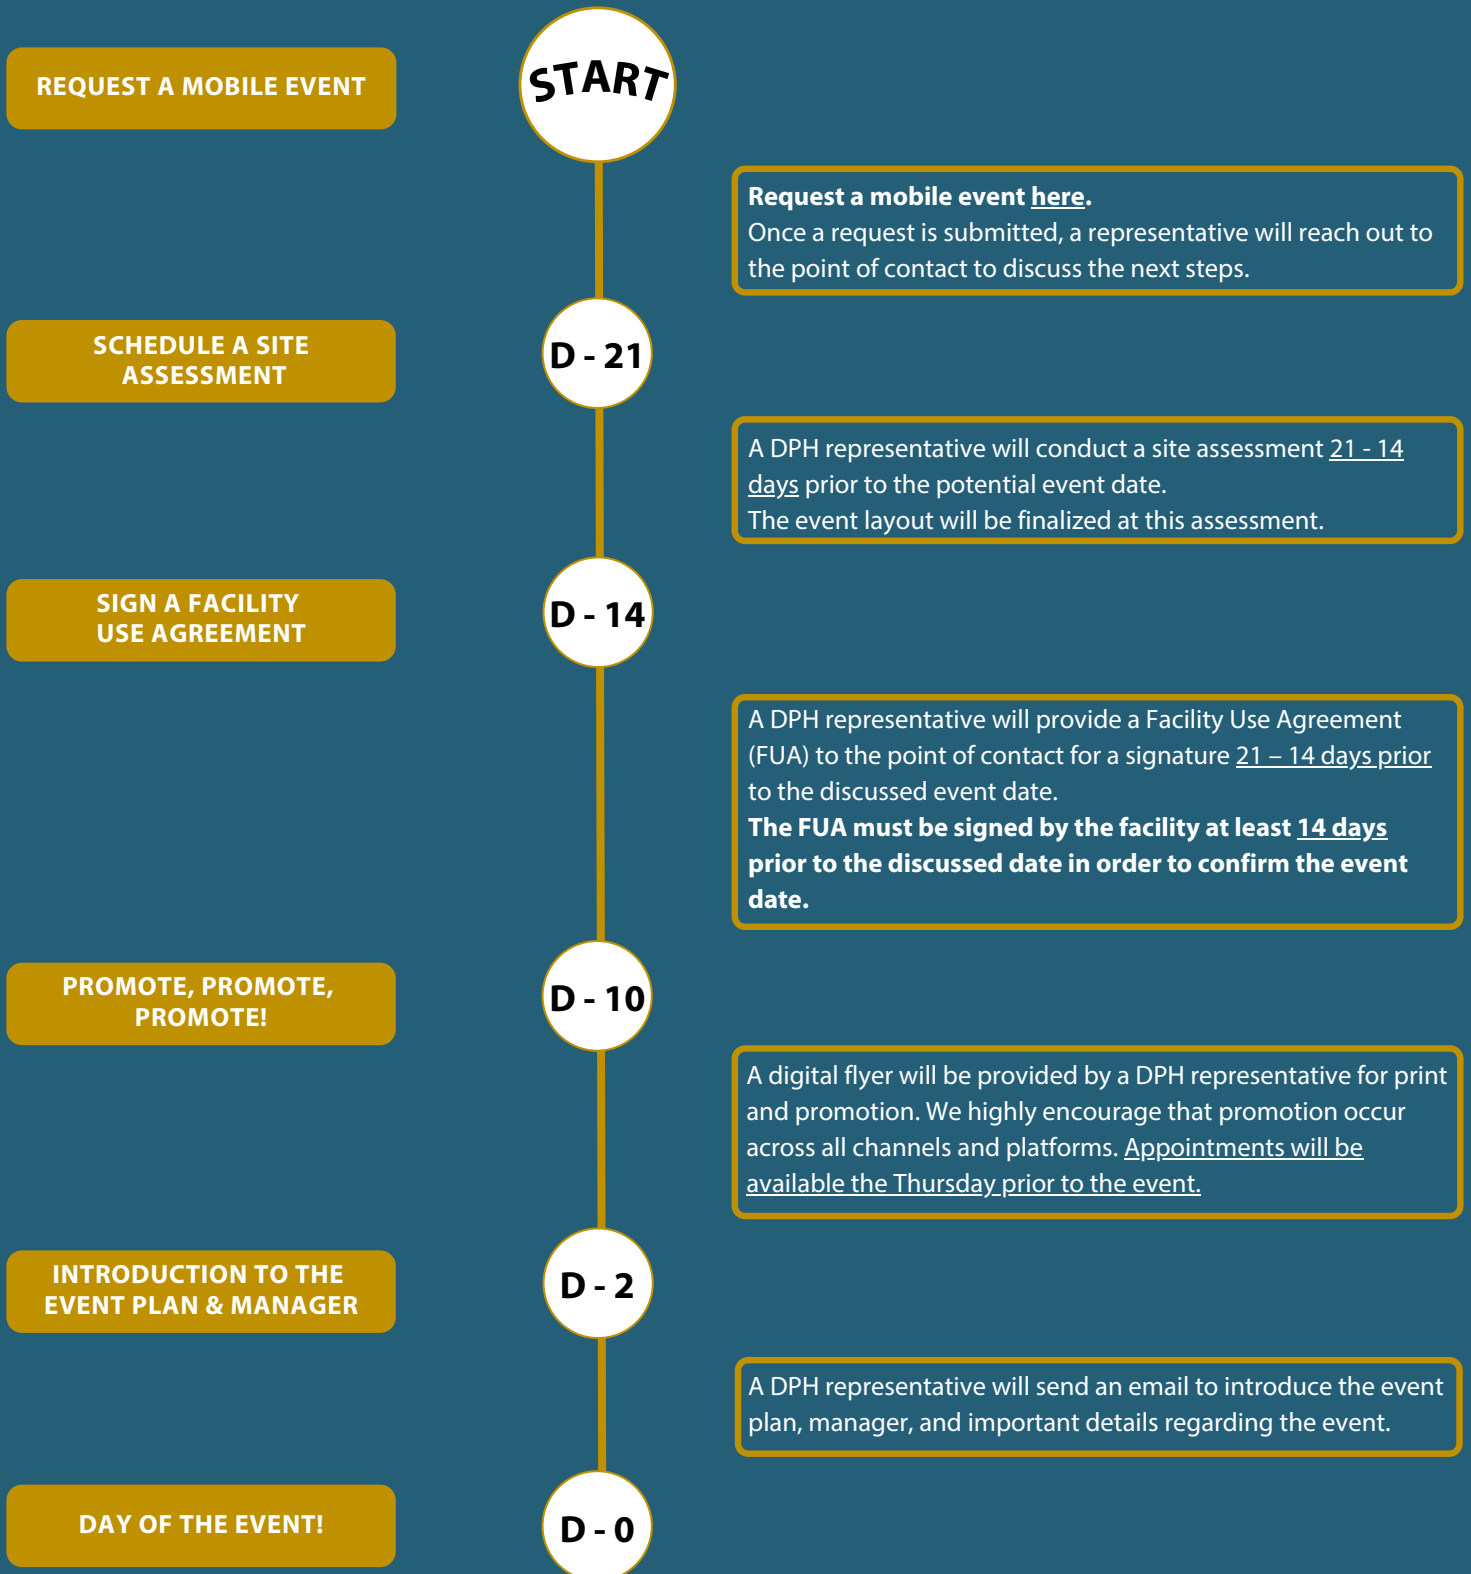 REQUEST A MOBILE EVENT
START
Request a mobile event here.
Once a request is submitted, a representative will reach out to
the point of contact to discuss the next steps.
SCHEDULE A SITE
ASSESSMENT
D - 21
A DPH representative will conduct a site assessment 21 - 14
days prior to the potential event date.
The event layout will be finalized at this assessment.
SIGN A FACILITY
USE AGREEMENT
D - 14
A DPH representative will provide a Facility Use Agreement
(FUA) to the point of contact for a signature 21 – 14 days prior
to the discussed event date.
The FUA must be signed by the facility at least 14 days
prior to the discussed date in order to confirm the event
date.
PROMOTE, PROMOTE,
PROMOTE!
D - 10
A digital flyer will be provided by a DPH representative for print
and promotion. We highly encourage that promotion occur
across all channels and platforms. Appointments will be
available the Thursday prior to the event.
INTRODUCTION TO THE
EVENT PLAN & MANAGER
D - 2
A DPH representative will send an email to introduce the event
plan, manager, and important details regarding the event.
DAY OF THE EVENT!
D - 0